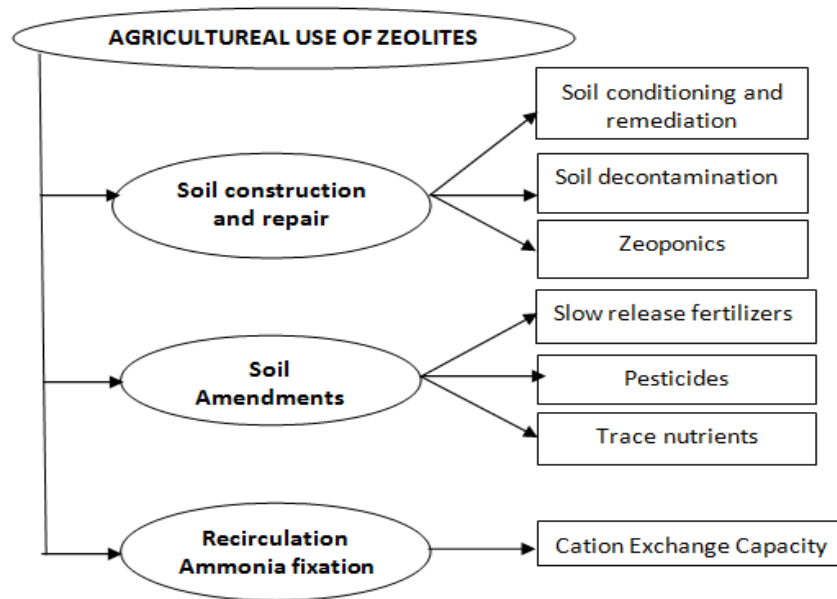 AGRICULTUREAL USE OF ZEOLITES
Soil construction
and repair
Soil conditioning and
remediation
Soil decontamination
Zeoponics
Soil
Amendments
Slow release fertilizers
Pesticides
Trace nutrients
Recirculation
Ammonia fixation
Cation Exchange Capacity